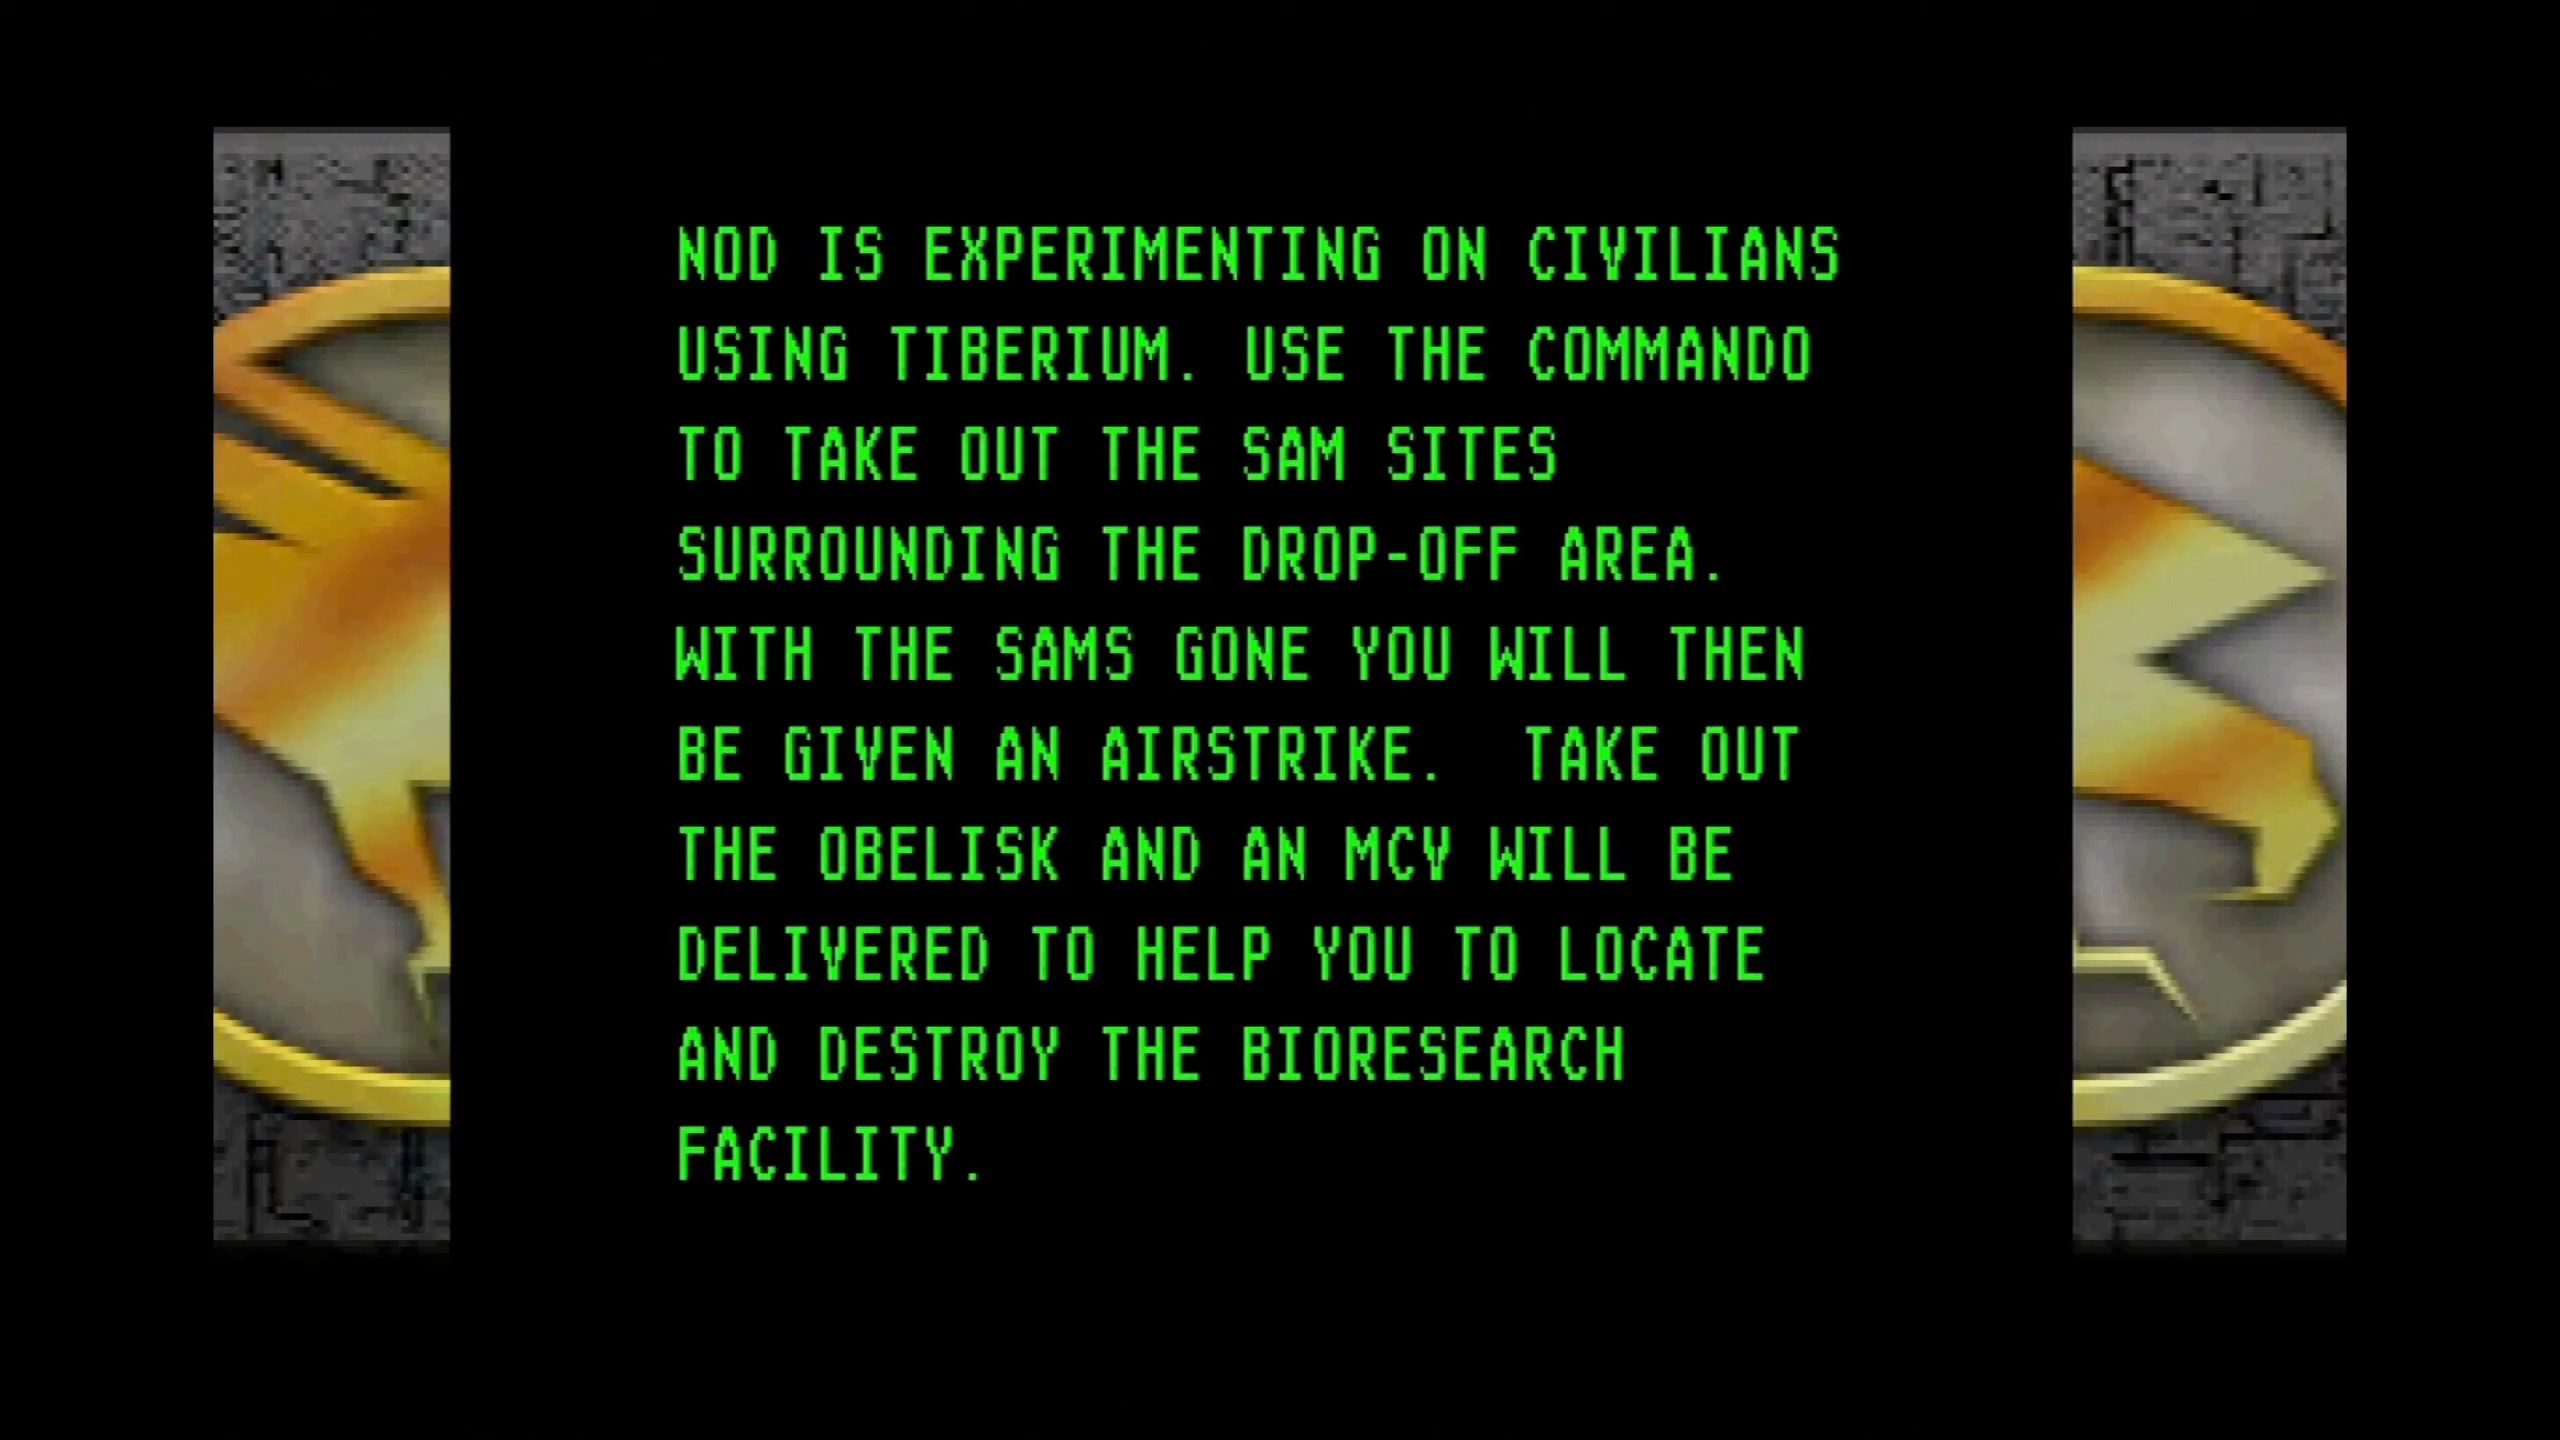 NOD IS EXPERIMENTING ON CIVILIANS
USING TIBERIUM. USE THE COMMANDO
TO TAKE OUT THE SAM SITES
SURROUNDING THE DROP-OFF AREA.
WITH THE SAMS GONE YOU WILL THEN
BE GIVEN AN AIRSTRIKE.  TAKE OUT
THE OBELISK AND AN MCV WILL BE
DELIVERED TO HELP YOU TO LOCATE
AND DESTROY THE BIORESEARCH
FACILITY.